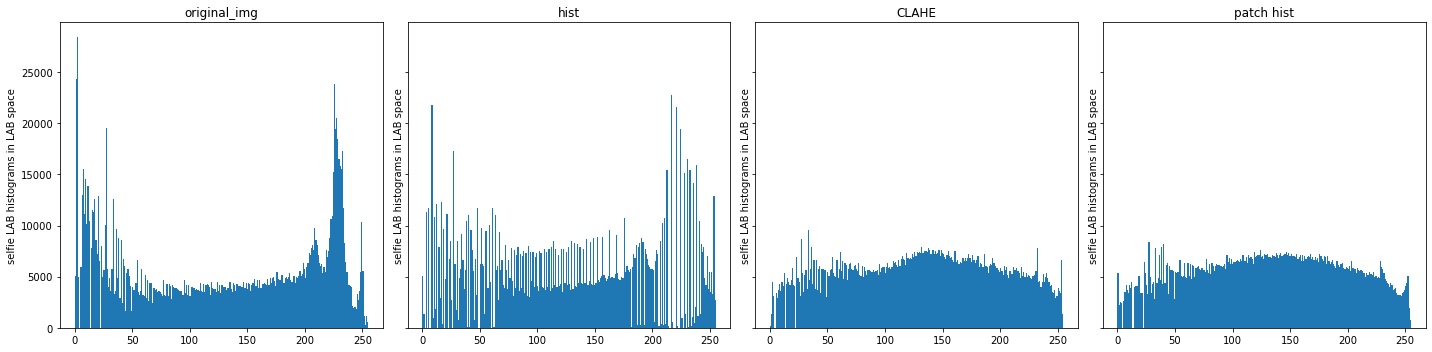 original_img
hist
CLAHE
patch hist
selfie LAB histograms in LAB space
25000
20000
15000
10000
5000
0
0 50 100 150 200 250
selfie LAB histograms in LAB space
0 50 100 150 200 250
selfie LAB histograms in LAB space
0 50 100 150 200 250
selfie LAB histograms in LAB space
0 50 100 150 200 250